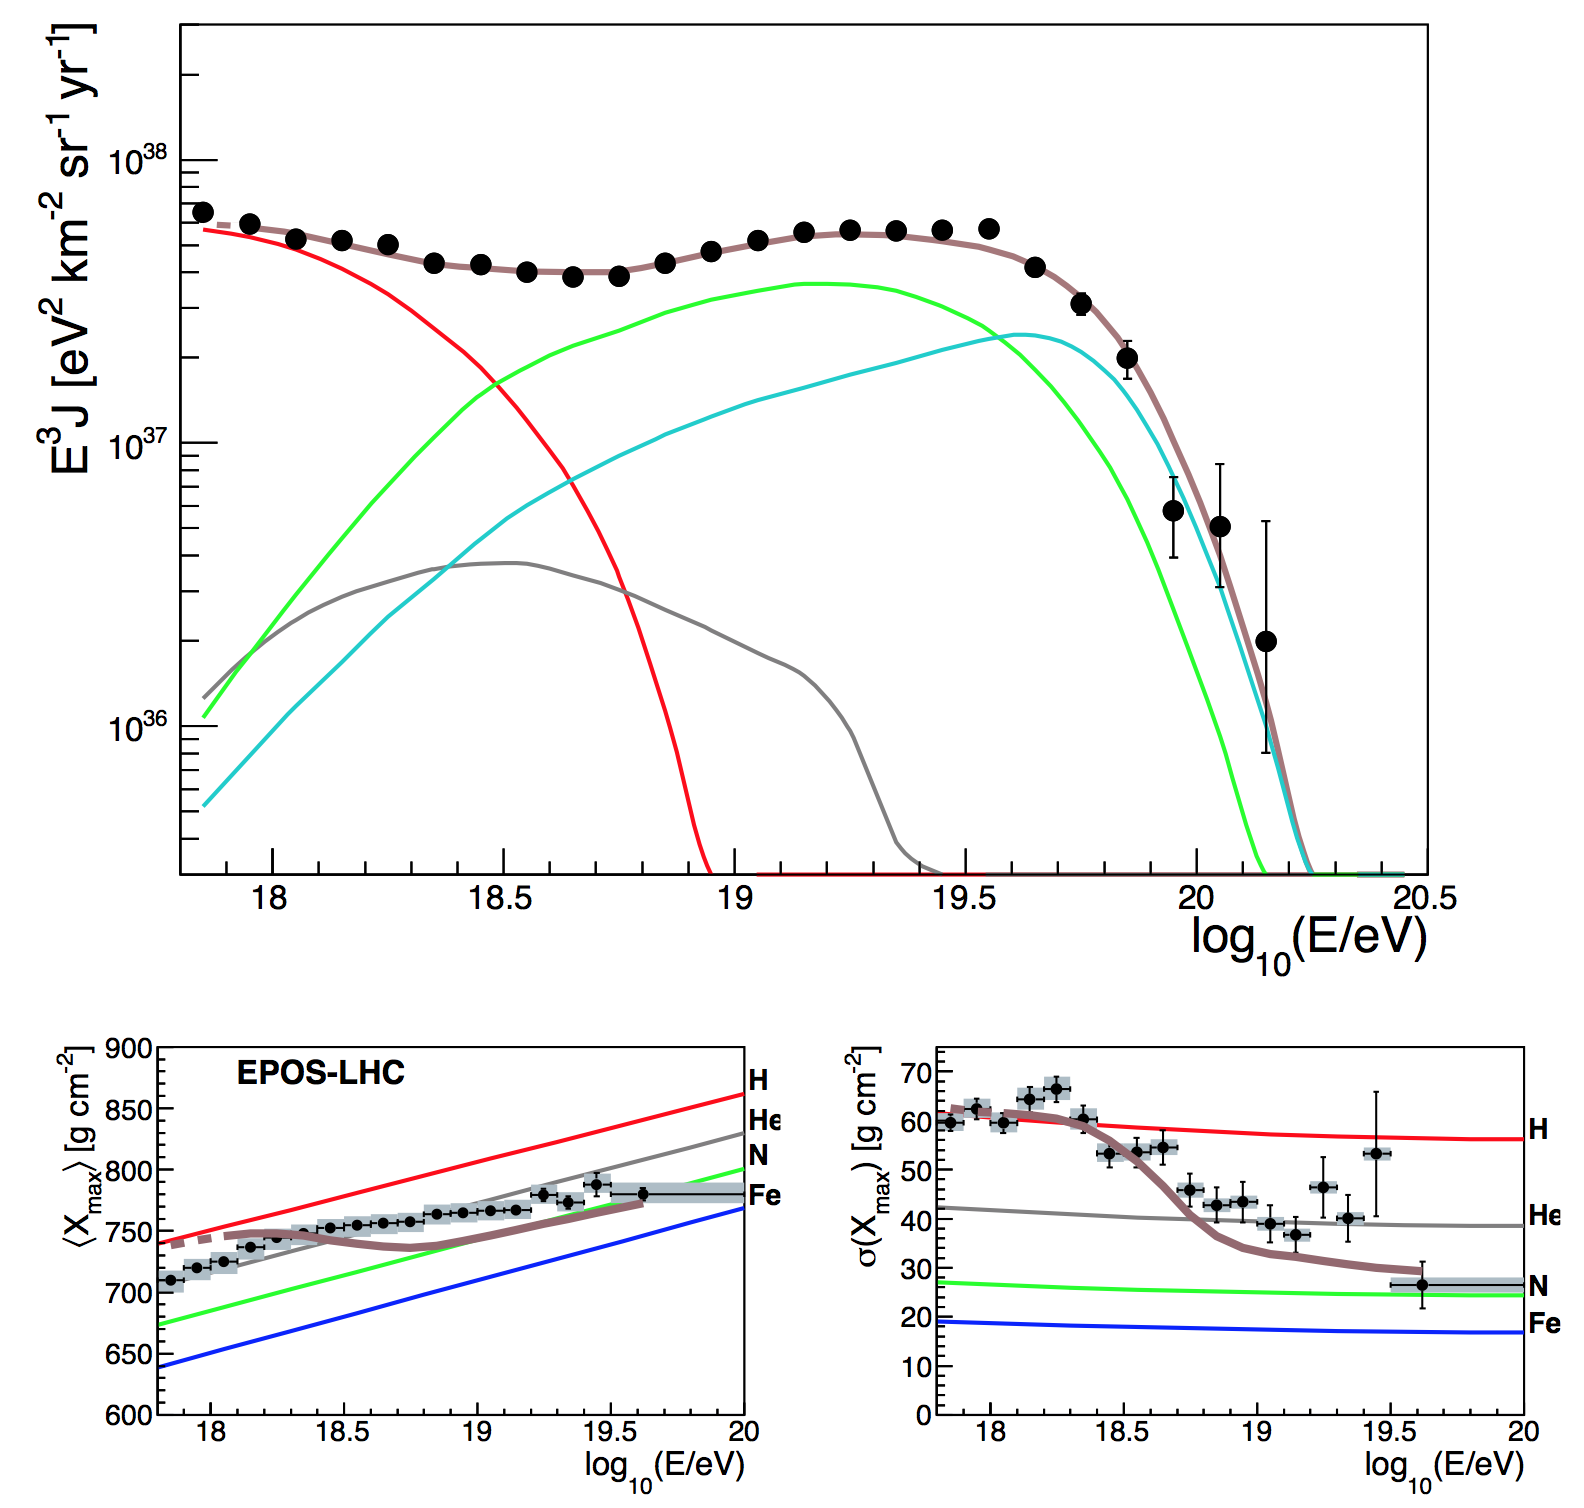 E³J [eV² km⁻² sr⁻¹ yr⁻¹]
10³⁸
10³⁷
10³⁶
18 18.5 19 19.5 20 20.5
log₁₀(E/eV)
⟨Xₘₐₓ⟩ [g cm⁻²]
900
850
800
750
700
650
600
EPOS-LHC
H
He
N
Fe
18 18.5 19 19.5 20
log₁₀(E/eV)
σ(Xₘₐₓ) [g cm⁻²]
70
60
50
40
30
20
10
0
H
He
N
Fe
18 18.5 19 19.5 20
log₁₀(E/eV)